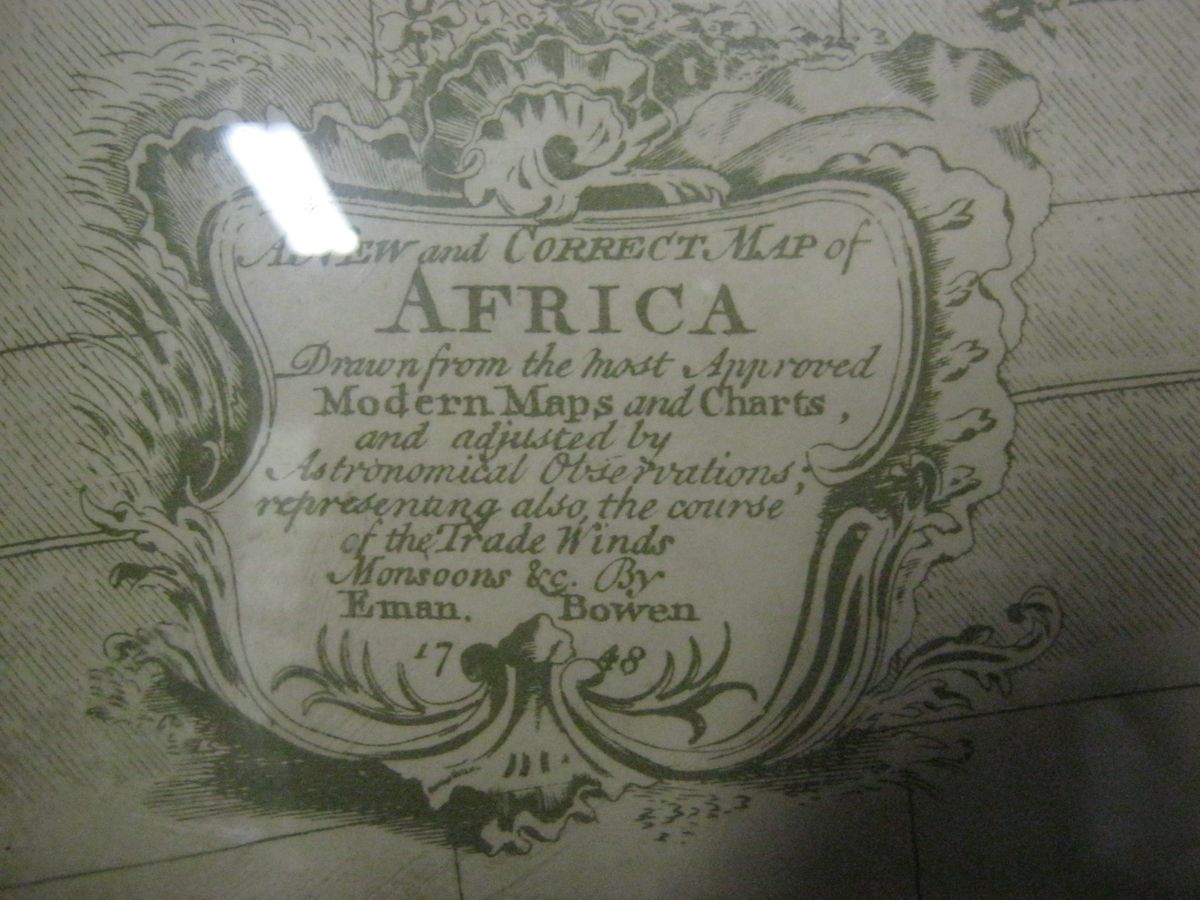 A NEW and CORRECT MAP of
AFRICA
Drawn from the most Approved
Modern Maps and Charts,
and adjusted by
Astronomical Observations;
representing also, the course
of the Trade Winds
Monsoons &c. By
Eman. Bowen
1748